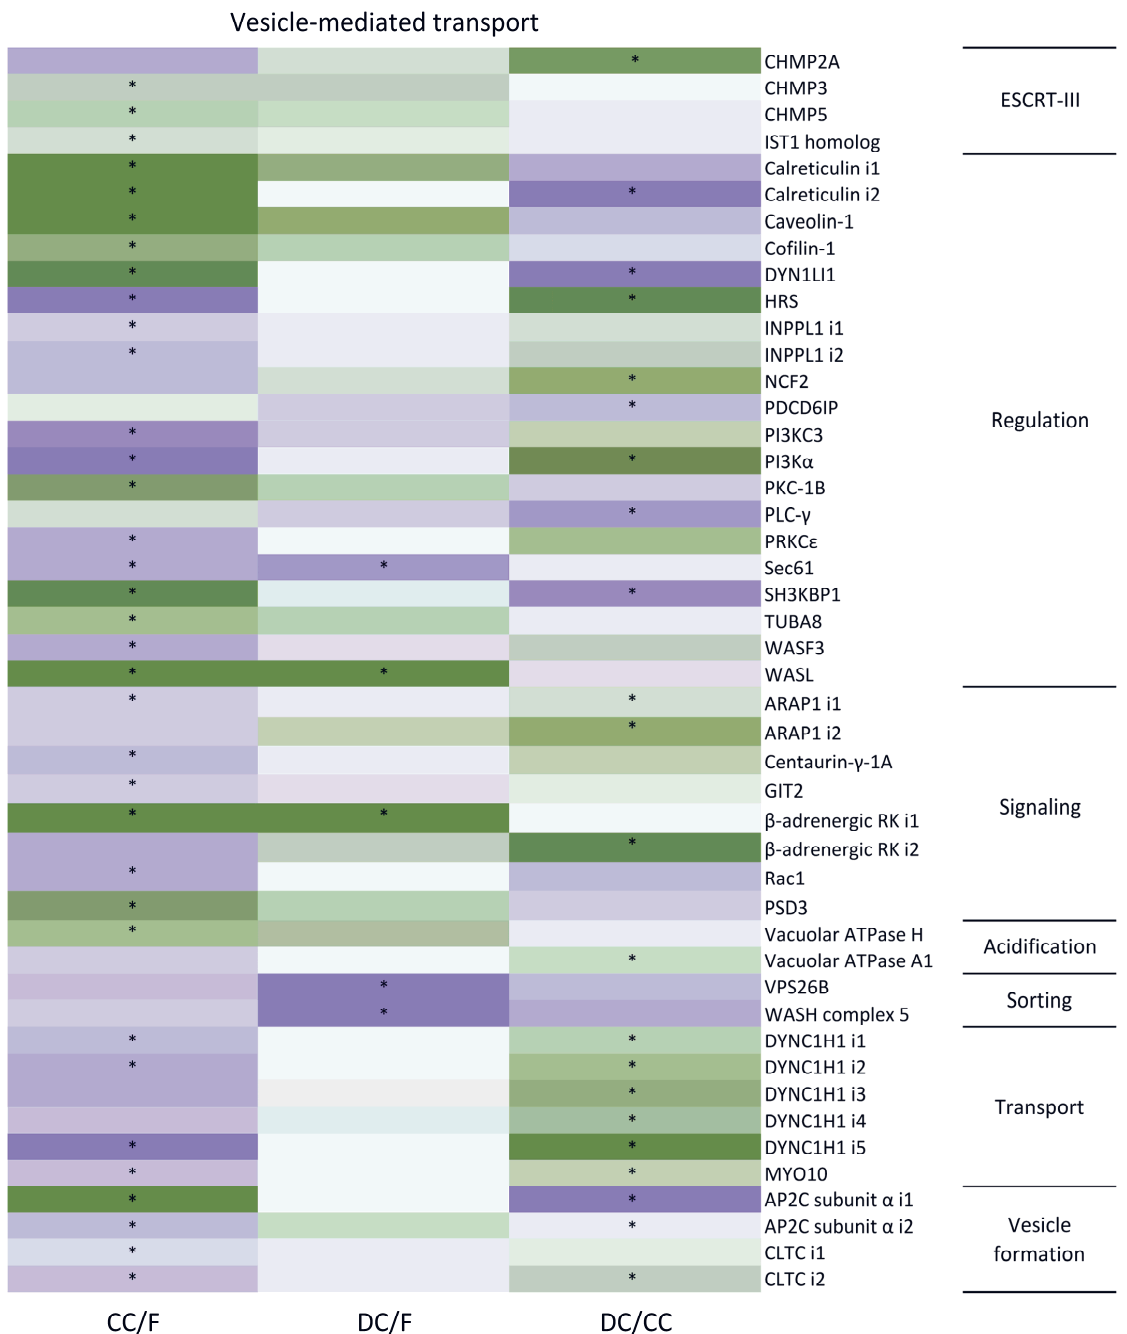 Vesicle-mediated transport
* CHMP2A
* CHMP3
* CHMP5
* IST1 homolog
ESCRT-III
* Calreticulin i1
* * Calreticulin i2
* Caveolin-1
* Cofilin-1
* * DYN1LI1
* * HRS
* INPPL1 i1
* INPPL1 i2
* NCF2
* PDCD6IP
* PI3KC3
* * PI3Kα
* PKC-1B
* PLC-γ
* PRKCε
* * Sec61
* * SH3KBP1
* TUBA8
* WASF3
* * WASL
Regulation
* * ARAP1 i1
* ARAP1 i2
* Centaurin-γ-1A
* GIT2
* * β-adrenergic RK i1
* β-adrenergic RK i2
* Rac1
* PSD3
Signaling
* Vacuolar ATPase H
* Vacuolar ATPase A1
Acidification
* VPS26B
* WASH complex 5
Sorting
* * DYNC1H1 i1
* * DYNC1H1 i2
* DYNC1H1 i3
* DYNC1H1 i4
* * DYNC1H1 i5
* * MYO10
Transport
* * AP2C subunit α i1
* * AP2C subunit α i2
* CLTC i1
* * CLTC i2
Vesicle
formation
CC/F DC/F DC/CC